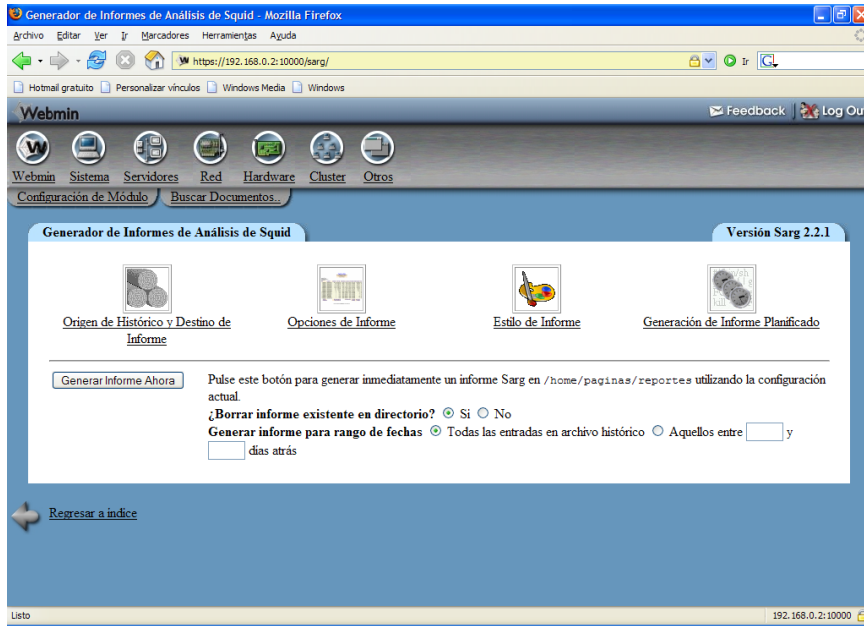 Generador de Informes de Análisis de Squid - Mozilla Firefox
Archivo Editar Ver Ir Marcadores Herramientas Ayuda
https://192.168.0.2:10000/sarg/
Ir
Hotmail gratuito Personalizar vínculos Windows Media Windows
Webmin
Feedback Log Ou
Webmin Sistema Servidores Red Hardware Cluster Otros
Configuración de Módulo Buscar Documentos..
Generador de Informes de Análisis de Squid
Versión Sarg 2.2.1
Origen de Histórico y Destino de
Informe
Opciones de Informe
Estilo de Informe
Generación de Informe Planificado
Generar Informe Ahora
Pulse este botón para generar inmediatamente un informe Sarg en /home/paginas/reportes utilizando la configuración
actual.
¿Borrar informe existente en directorio? Si No
Generar informe para rango de fechas Todas las entradas en archivo histórico Aquellos entre y
días atrás
Regresar a índice
Listo
192.168.0.2:10000